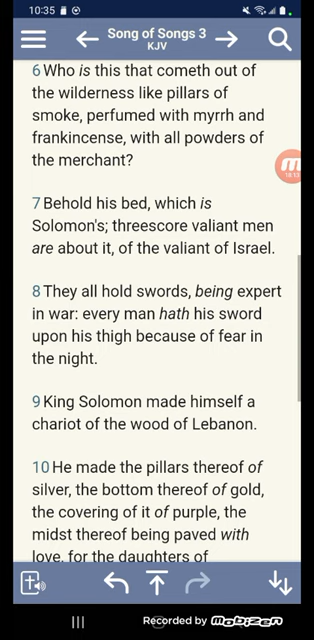 10:35
Song of Songs 3
KJV
6 Who is this that cometh out of
the wilderness like pillars of
smoke, perfumed with myrrh and
frankincense, with all powders of
the merchant?
7 Behold his bed, which is
Solomon's; threescore valiant men
are about it, of the valiant of Israel.
8 They all hold swords, being expert
in war: every man hath his sword
upon his thigh because of fear in
the night.
9 King Solomon made himself a
chariot of the wood of Lebanon.
10 He made the pillars thereof of
silver, the bottom thereof of gold,
the covering of it of purple, the
midst thereof being paved with
love, for the daughters of
Recorded by mobizen